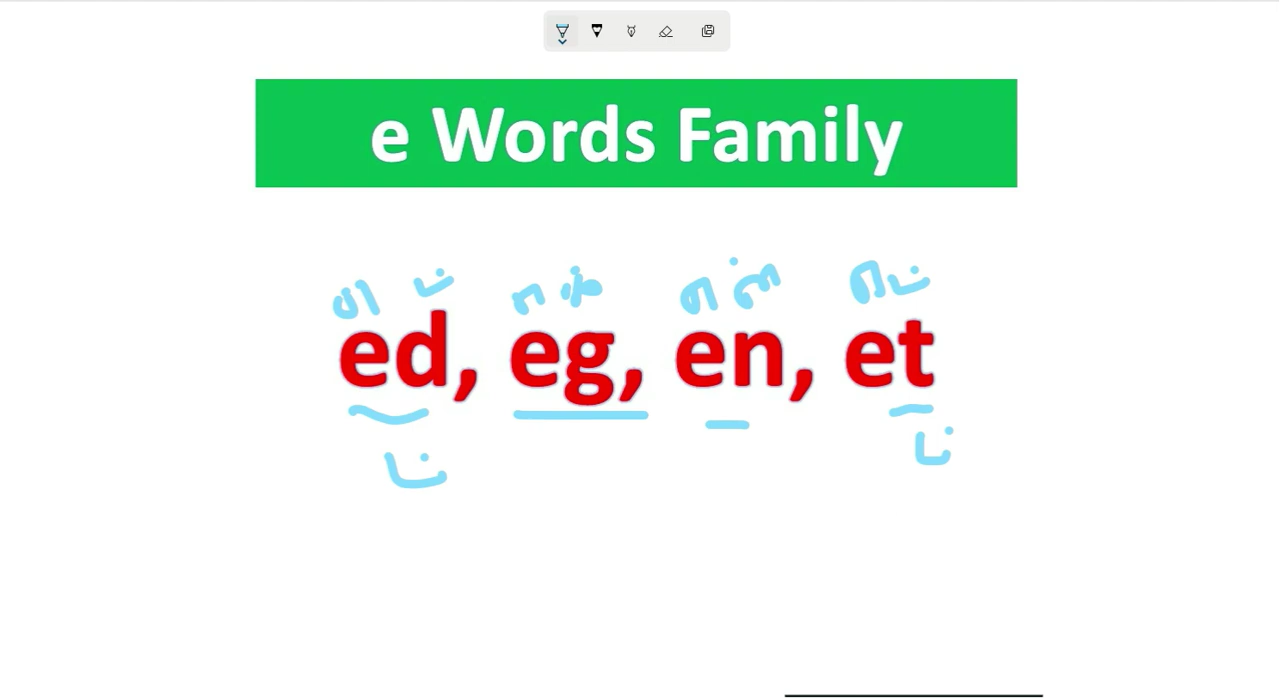 e Words Family
எ ட் எ க் எ ன் எ ட்
ed, eg, en, et
ட் ட்